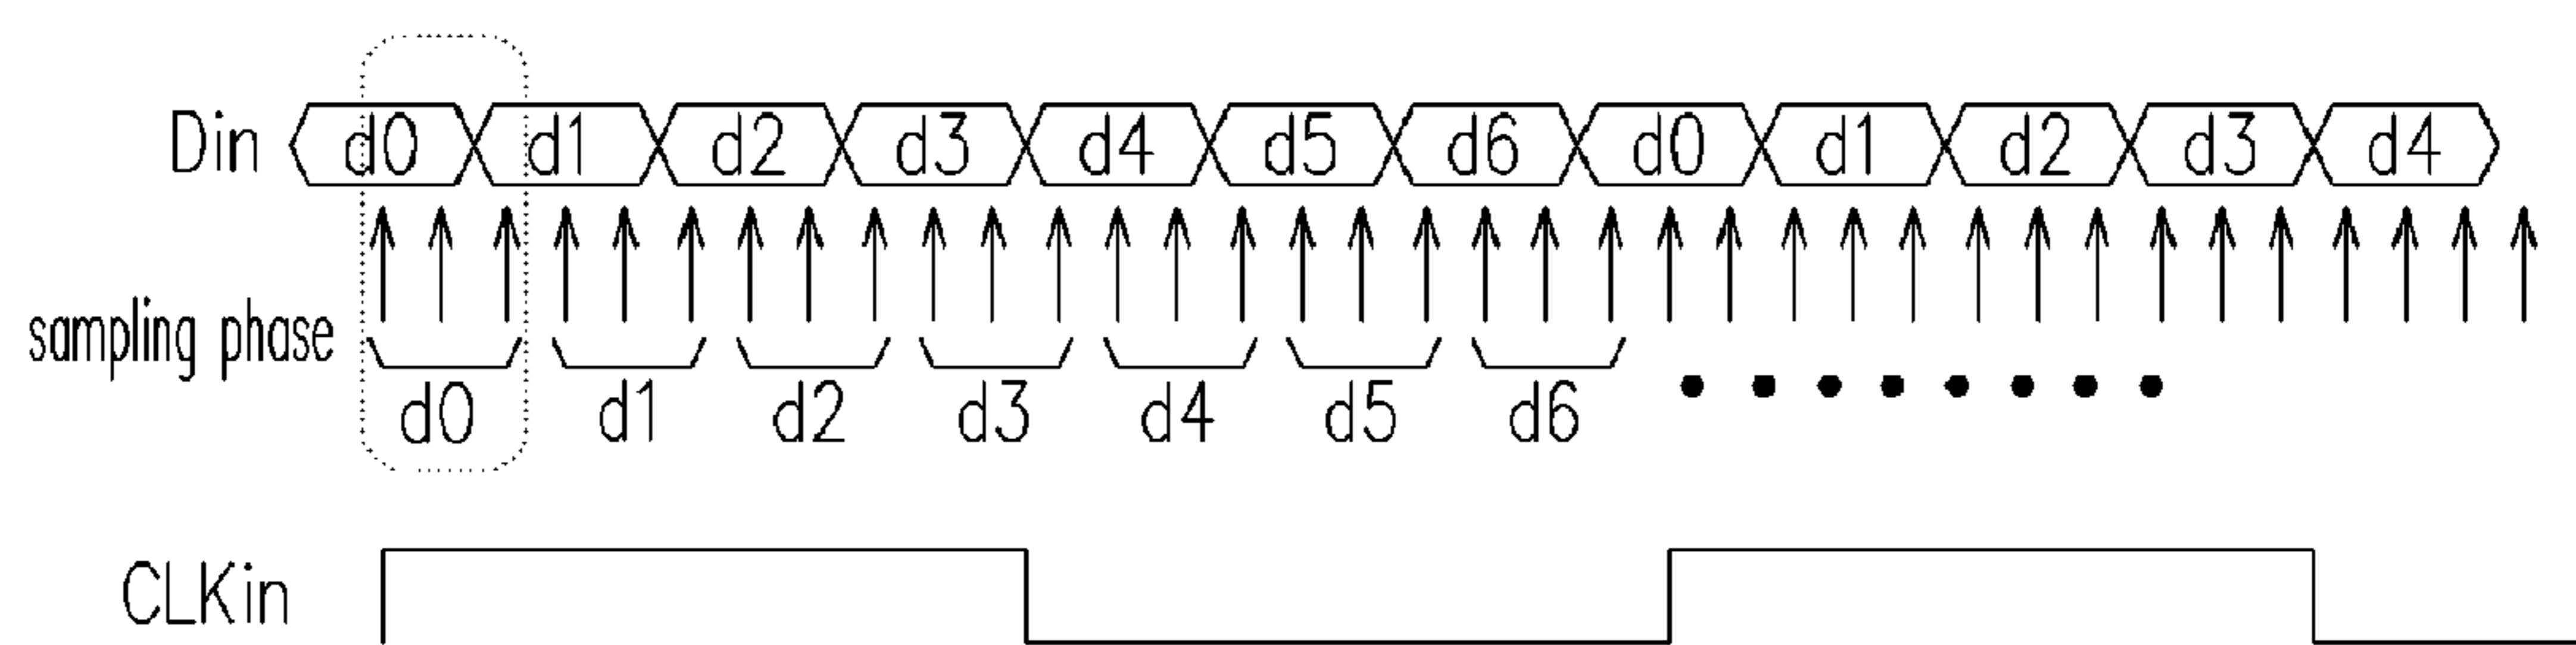 Din d0 d1 d2 d3 d4 d5 d6 d0 d1 d2 d3 d4
sampling phase
d0 d1 d2 d3 d4 d5 d6
CLKin